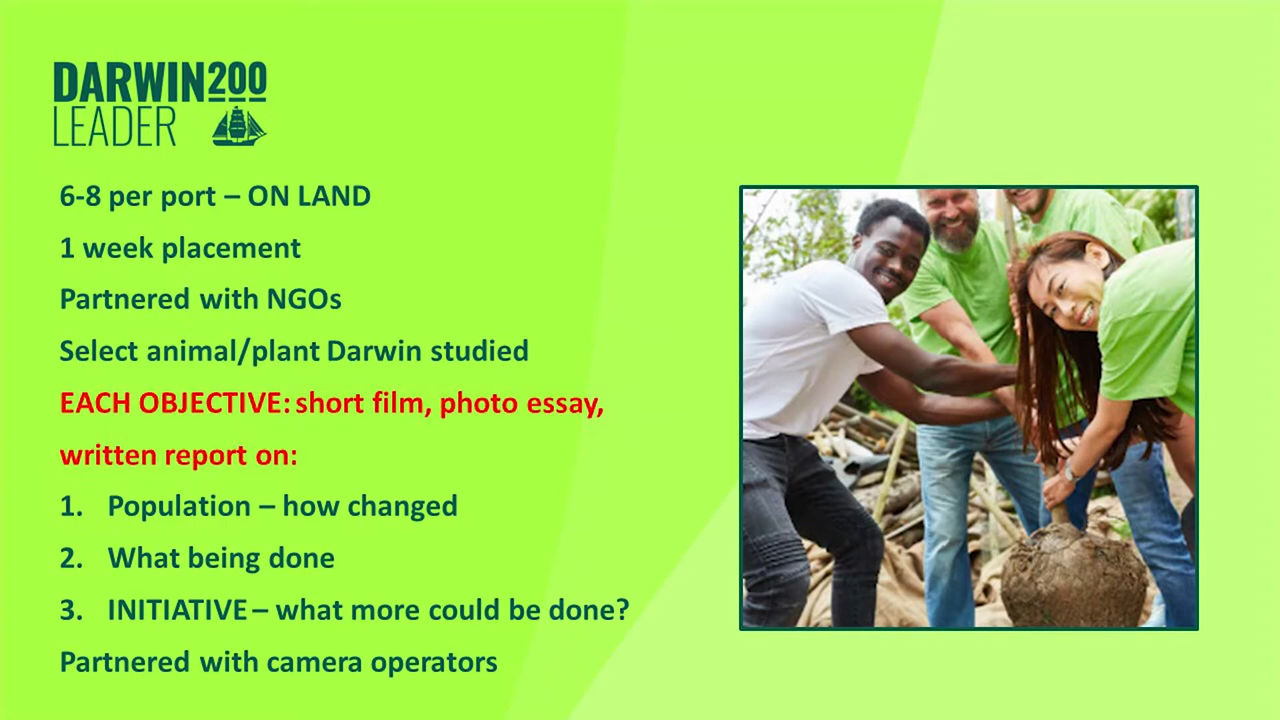 DARWIN200
LEADER
6-8 per port – ON LAND
1 week placement
Partnered with NGOs
Select animal/plant Darwin studied
EACH OBJECTIVE: short film, photo essay,
written report on:
1. Population – how changed
2. What being done
3. INITIATIVE – what more could be done?
Partnered with camera operators